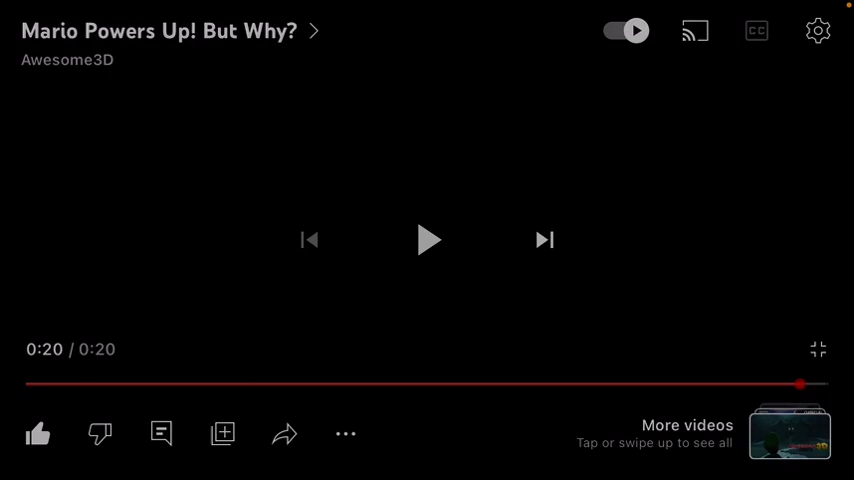 Mario Powers Up! But Why?
Awesome3D
CC
0:20 / 0:20
More videos
Tap or swipe up to see all